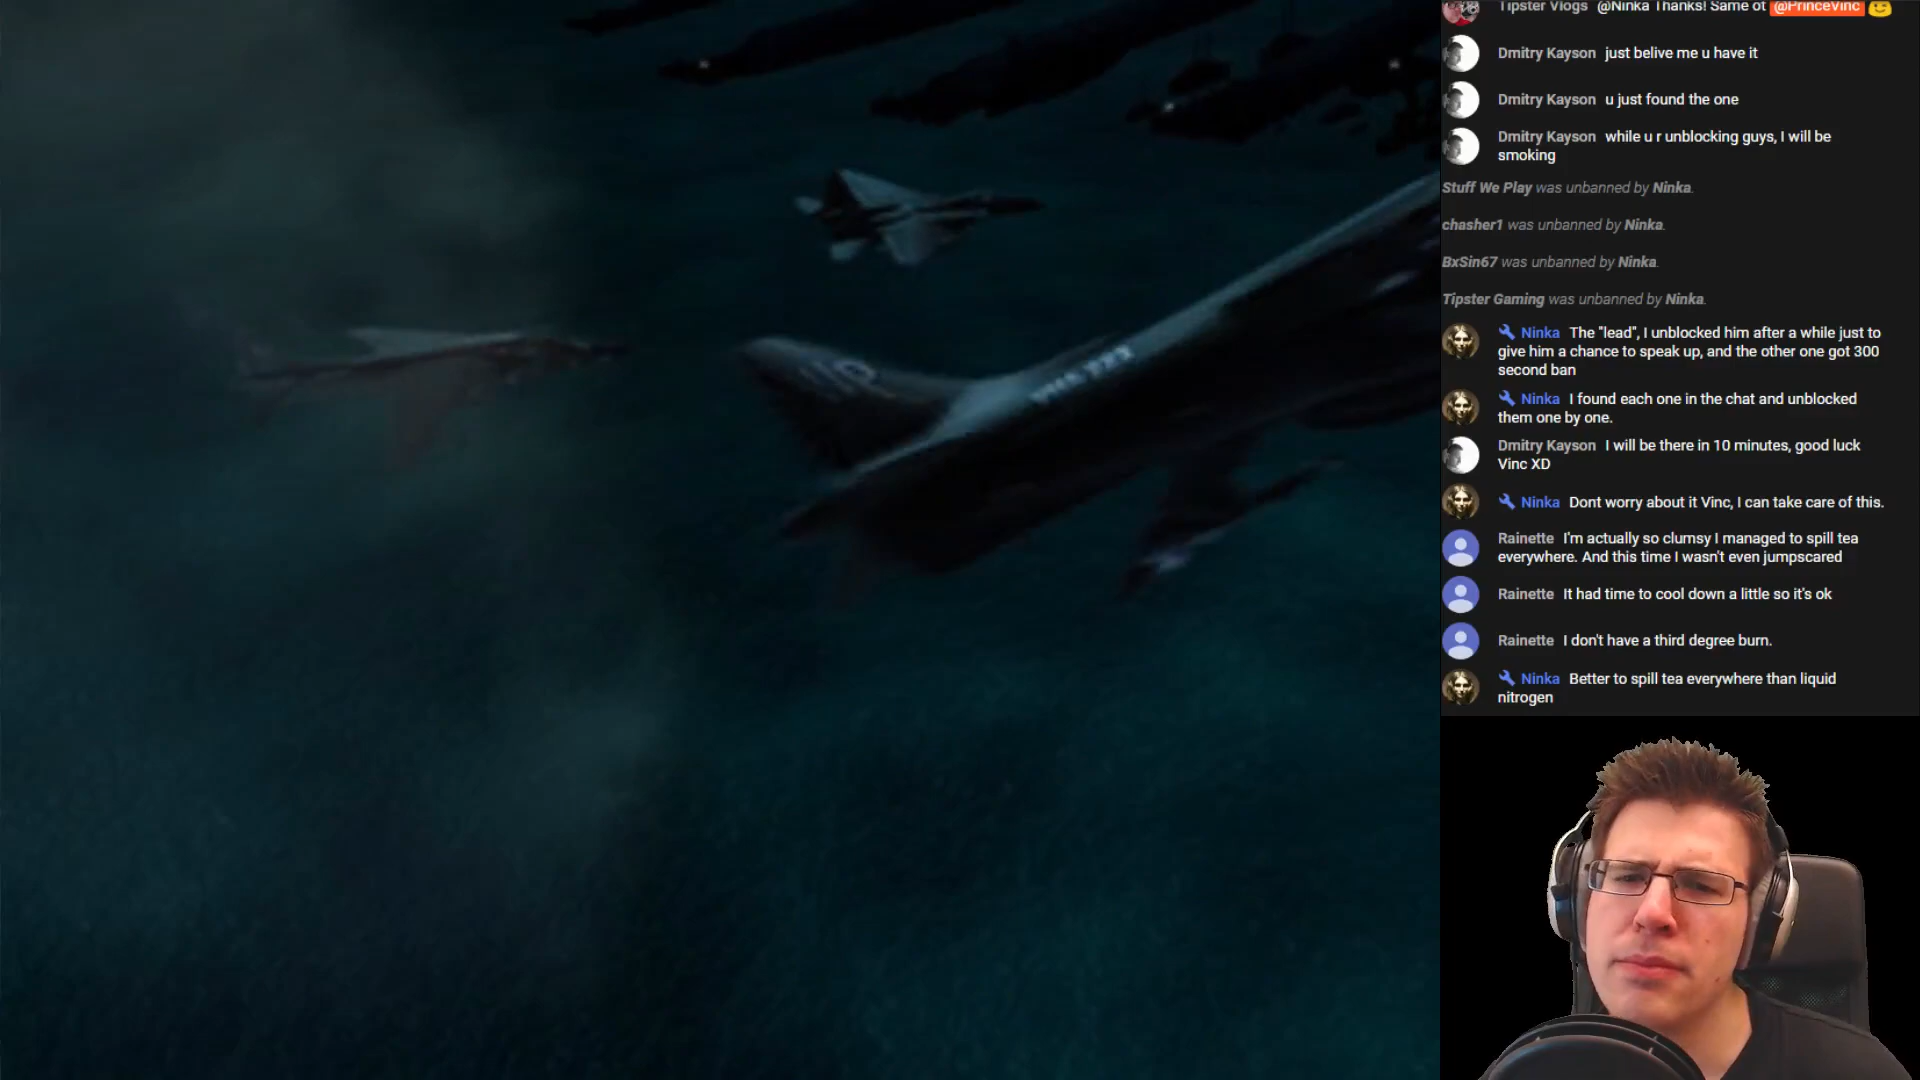 Tipster Vlogs @Ninka Thanks! Same ot @PrinceVinc
Dmitry Kayson just belive me u have it
Dmitry Kayson u just found the one
Dmitry Kayson while u r unblocking guys, I will be
smoking
Stuff We Play was unbanned by Ninka.
chasher1 was unbanned by Ninka.
BxSin67 was unbanned by Ninka.
Tipster Gaming was unbanned by Ninka.
Ninka The "lead", I unblocked him after a while just to
give him a chance to speak up, and the other one got 300
second ban
Ninka I found each one in the chat and unblocked
them one by one.
Dmitry Kayson I will be there in 10 minutes, good luck
Vinc XD
Ninka Dont worry about it Vinc, I can take care of this.
Rainette I'm actually so clumsy I managed to spill tea
everywhere. And this time I wasn't even jumpscared
Rainette It had time to cool down a little so it's ok
Rainette I don't have a third degree burn.
Ninka Better to spill tea everywhere than liquid
nitrogen